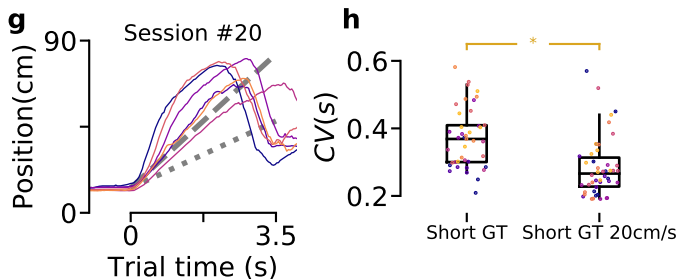 g
Session #20
90
0
Position(cm)
0
3.5
Trial time (s)
h
*
0.6
0.4
0.2
CV(s)
Short GT
Short GT 20cm/s